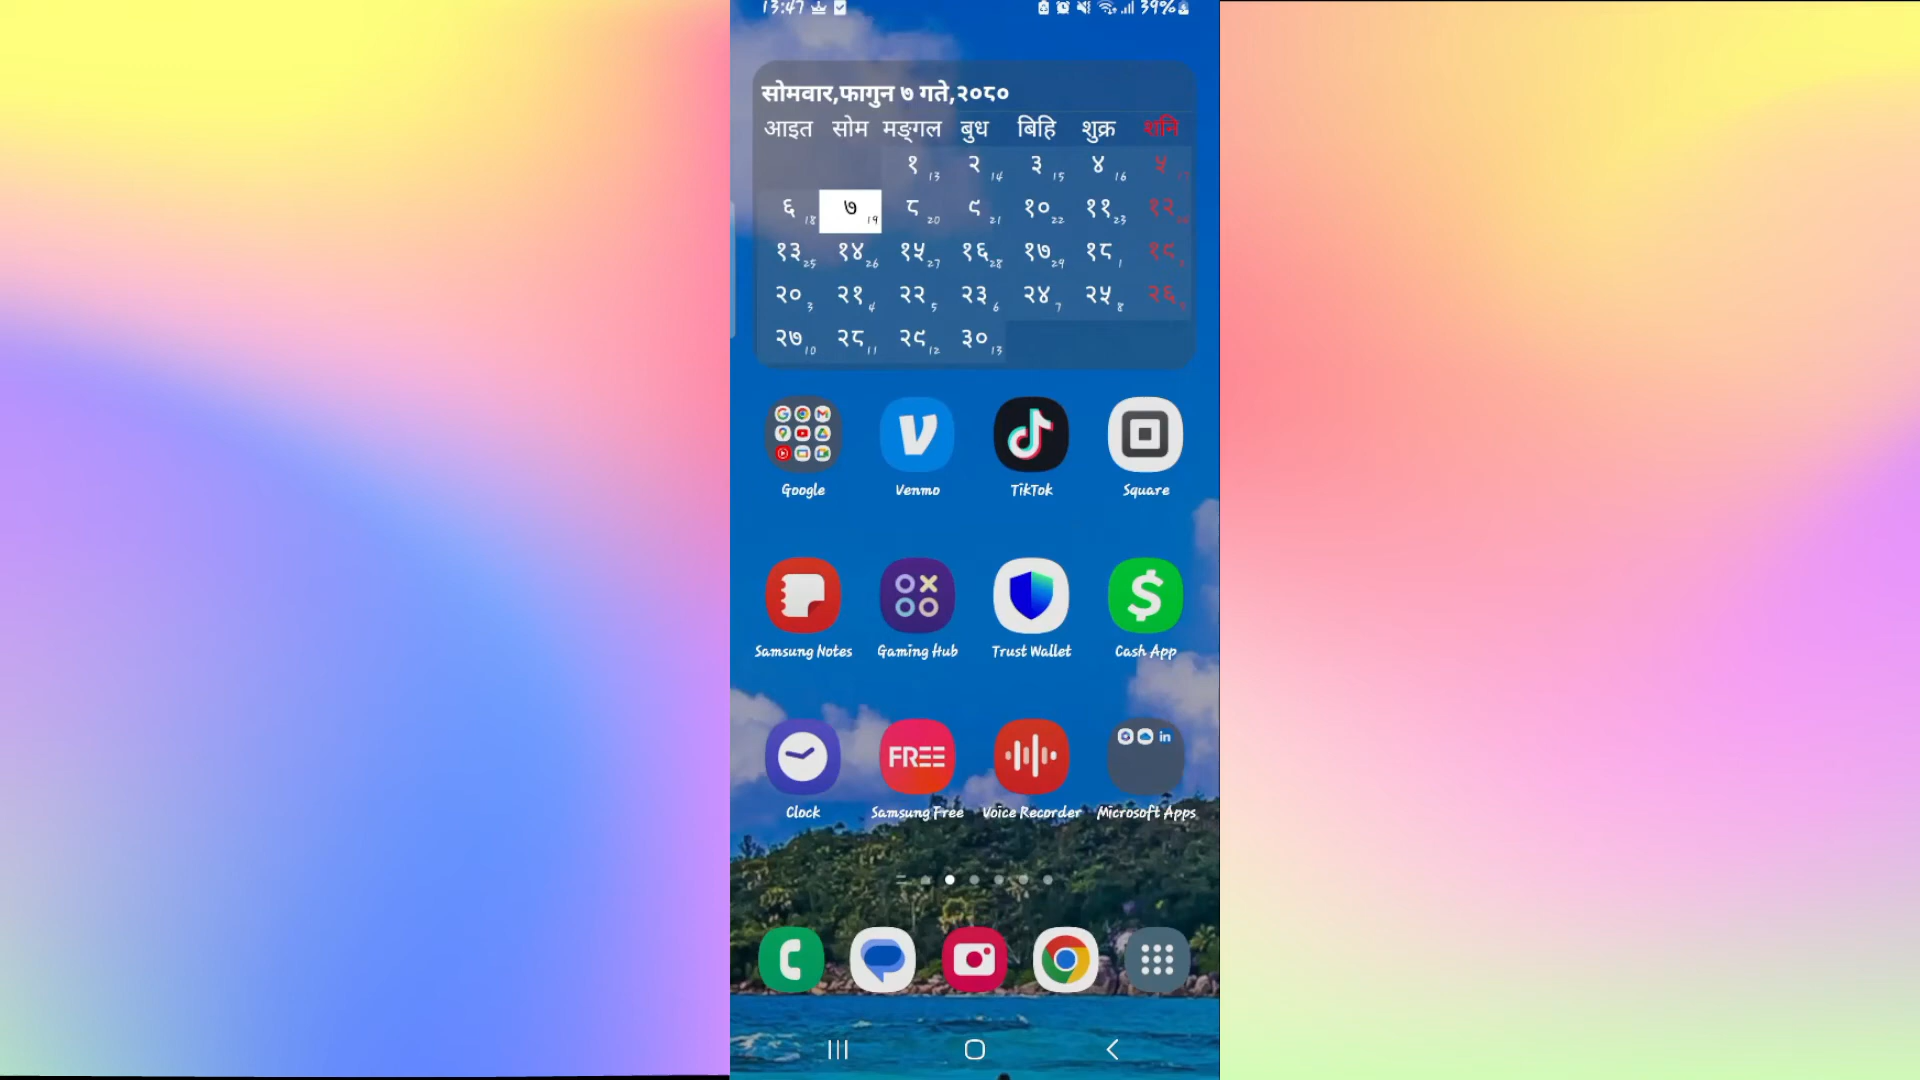 13:47 39%
सोमवार,फागुन ७ गते,२०८०
आइत सोम मङ्गल बुध बिहि शुक्र शनि
१ 13 २ 14 ३ 15 ४ 16 ५ 17
६ 18 ७ 19 ८ 20 ९ 21 १० 22 ११ 23 १२
१३ 25 १४ 26 १५ 27 १६ 28 १७ 29 १८ 1 १९
२० 3 २१ 4 २२ 5 २३ 6 २४ 7 २५ 8 २६
२७ 10 २८ 11 २९ 12 ३० 13
Google Venmo TikTok Square
Samsung Notes Gaming Hub Trust Wallet Cash App
FREE
in
Clock Samsung Free Voice Recorder Microsoft Apps